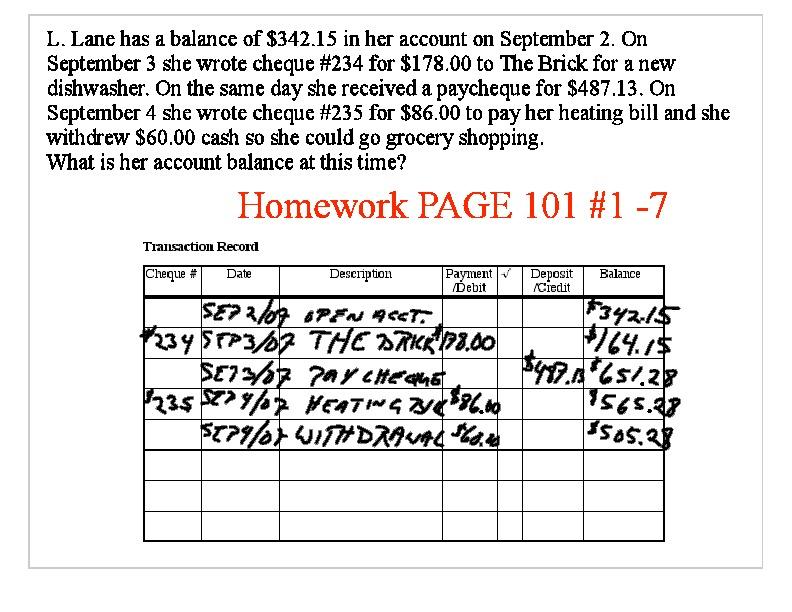 L. Lane has a balance of $342.15 in her account on September 2. On
September 3 she wrote cheque #234 for $178.00 to The Brick for a new
dishwasher. On the same day she received a paycheque for $487.13. On
September 4 she wrote cheque #235 for $86.00 to pay her heating bill and she
withdrew $60.00 cash so she could go grocery shopping.
What is her account balance at this time?
Homework PAGE 101 #1 -7
Transaction Record
Cheque # Date Description Payment /Debit √ Deposit /Credit Balance
SEP 2/07 OPEN ACCT. $342.15
#234 SEP3/07 THE BRICK $178.00 $164.15
SEP3/07 PAY CHEQUE $487.13 $651.28
#235 SEP 4/07 HEATING BILL $86.00 $565.28
SEP4/07 WITHDRAWAL $60.00 $505.28